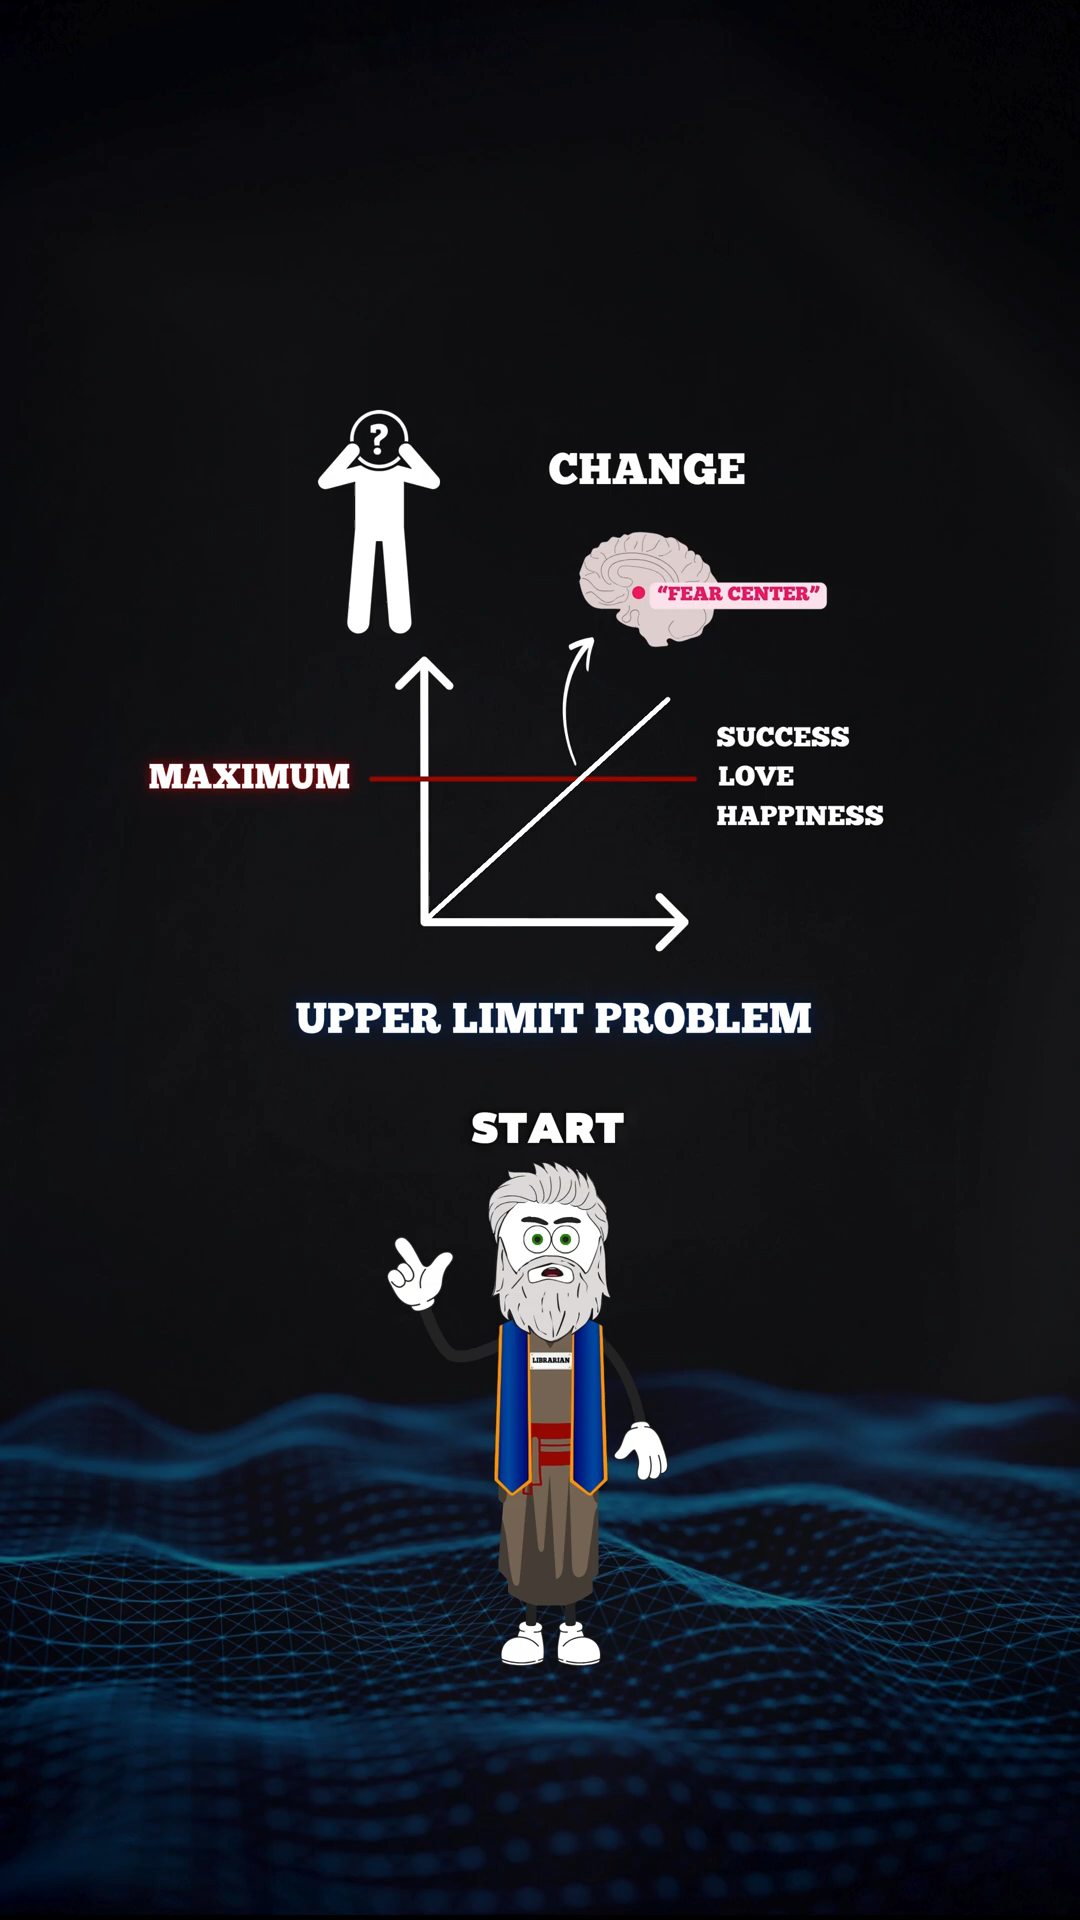 ?
CHANGE
“FEAR CENTER”
SUCCESS
MAXIMUM
LOVE
HAPPINESS
UPPER LIMIT PROBLEM
START
LIBRARIAN